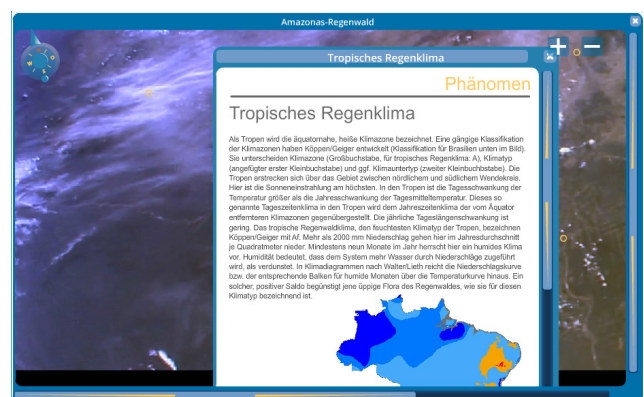 Amazonas-Regenwald
Tropisches Regenklima
Phänomen
Tropisches Regenklima
Als Tropen wird die äquatornahe, heiße Klimazone bezeichnet. Eine gängige Klassifikation
der Klimazonen haben Köppen/Geiger entwickelt (Klassifikation für Brasilien unten im Bild).
Sie unterscheiden Klimazone (Großbuchstabe, für tropisches Regenklima: A), Klimatyp
(angefügter erster Kleinbuchstabe) und ggf. Klimauntertyp (zweiter Kleinbuchstabe). Die
Tropen erstrecken sich über das Gebiet zwischen nördlichem und südlichem Wendekreis.
Hier ist die Sonneneinstrahlung am höchsten. In den Tropen ist die Tagesschwankung der
Temperatur größer als die Jahresschwankung der Tagesmitteltemperatur. Dieses so
genannte Tageszeitenklima in den Tropen wird dem Jahreszeitenklima der vom Äquator
entfernteren Klimazonen gegenübergestellt. Die jährliche Tageslängenschwankung ist
gering. Das tropische Regenwaldklima, den feuchtesten Klimatyp der Tropen, bezeichnen
Köppen/Geiger mit Af. Mehr als 2000 mm Niederschlag gehen hier im Jahresdurchschnitt
je Quadratmeter nieder. Mindestens neun Monate im Jahr herrscht hier ein humides Klima
vor. Humidität bedeutet, dass dem System mehr Wasser durch Niederschläge zugeführt
wird, als verdunstet. In Klimadiagrammen nach Walter/Lieth reicht die Niederschlagskurve
bzw. der entsprechende Balken für humide Monaten über die Temperaturkurve hinaus. Ein
solcher, positiver Saldo begünstigt jene üppige Flora des Regenwaldes, wie sie für diesen
Klimatyp bezeichnend ist.